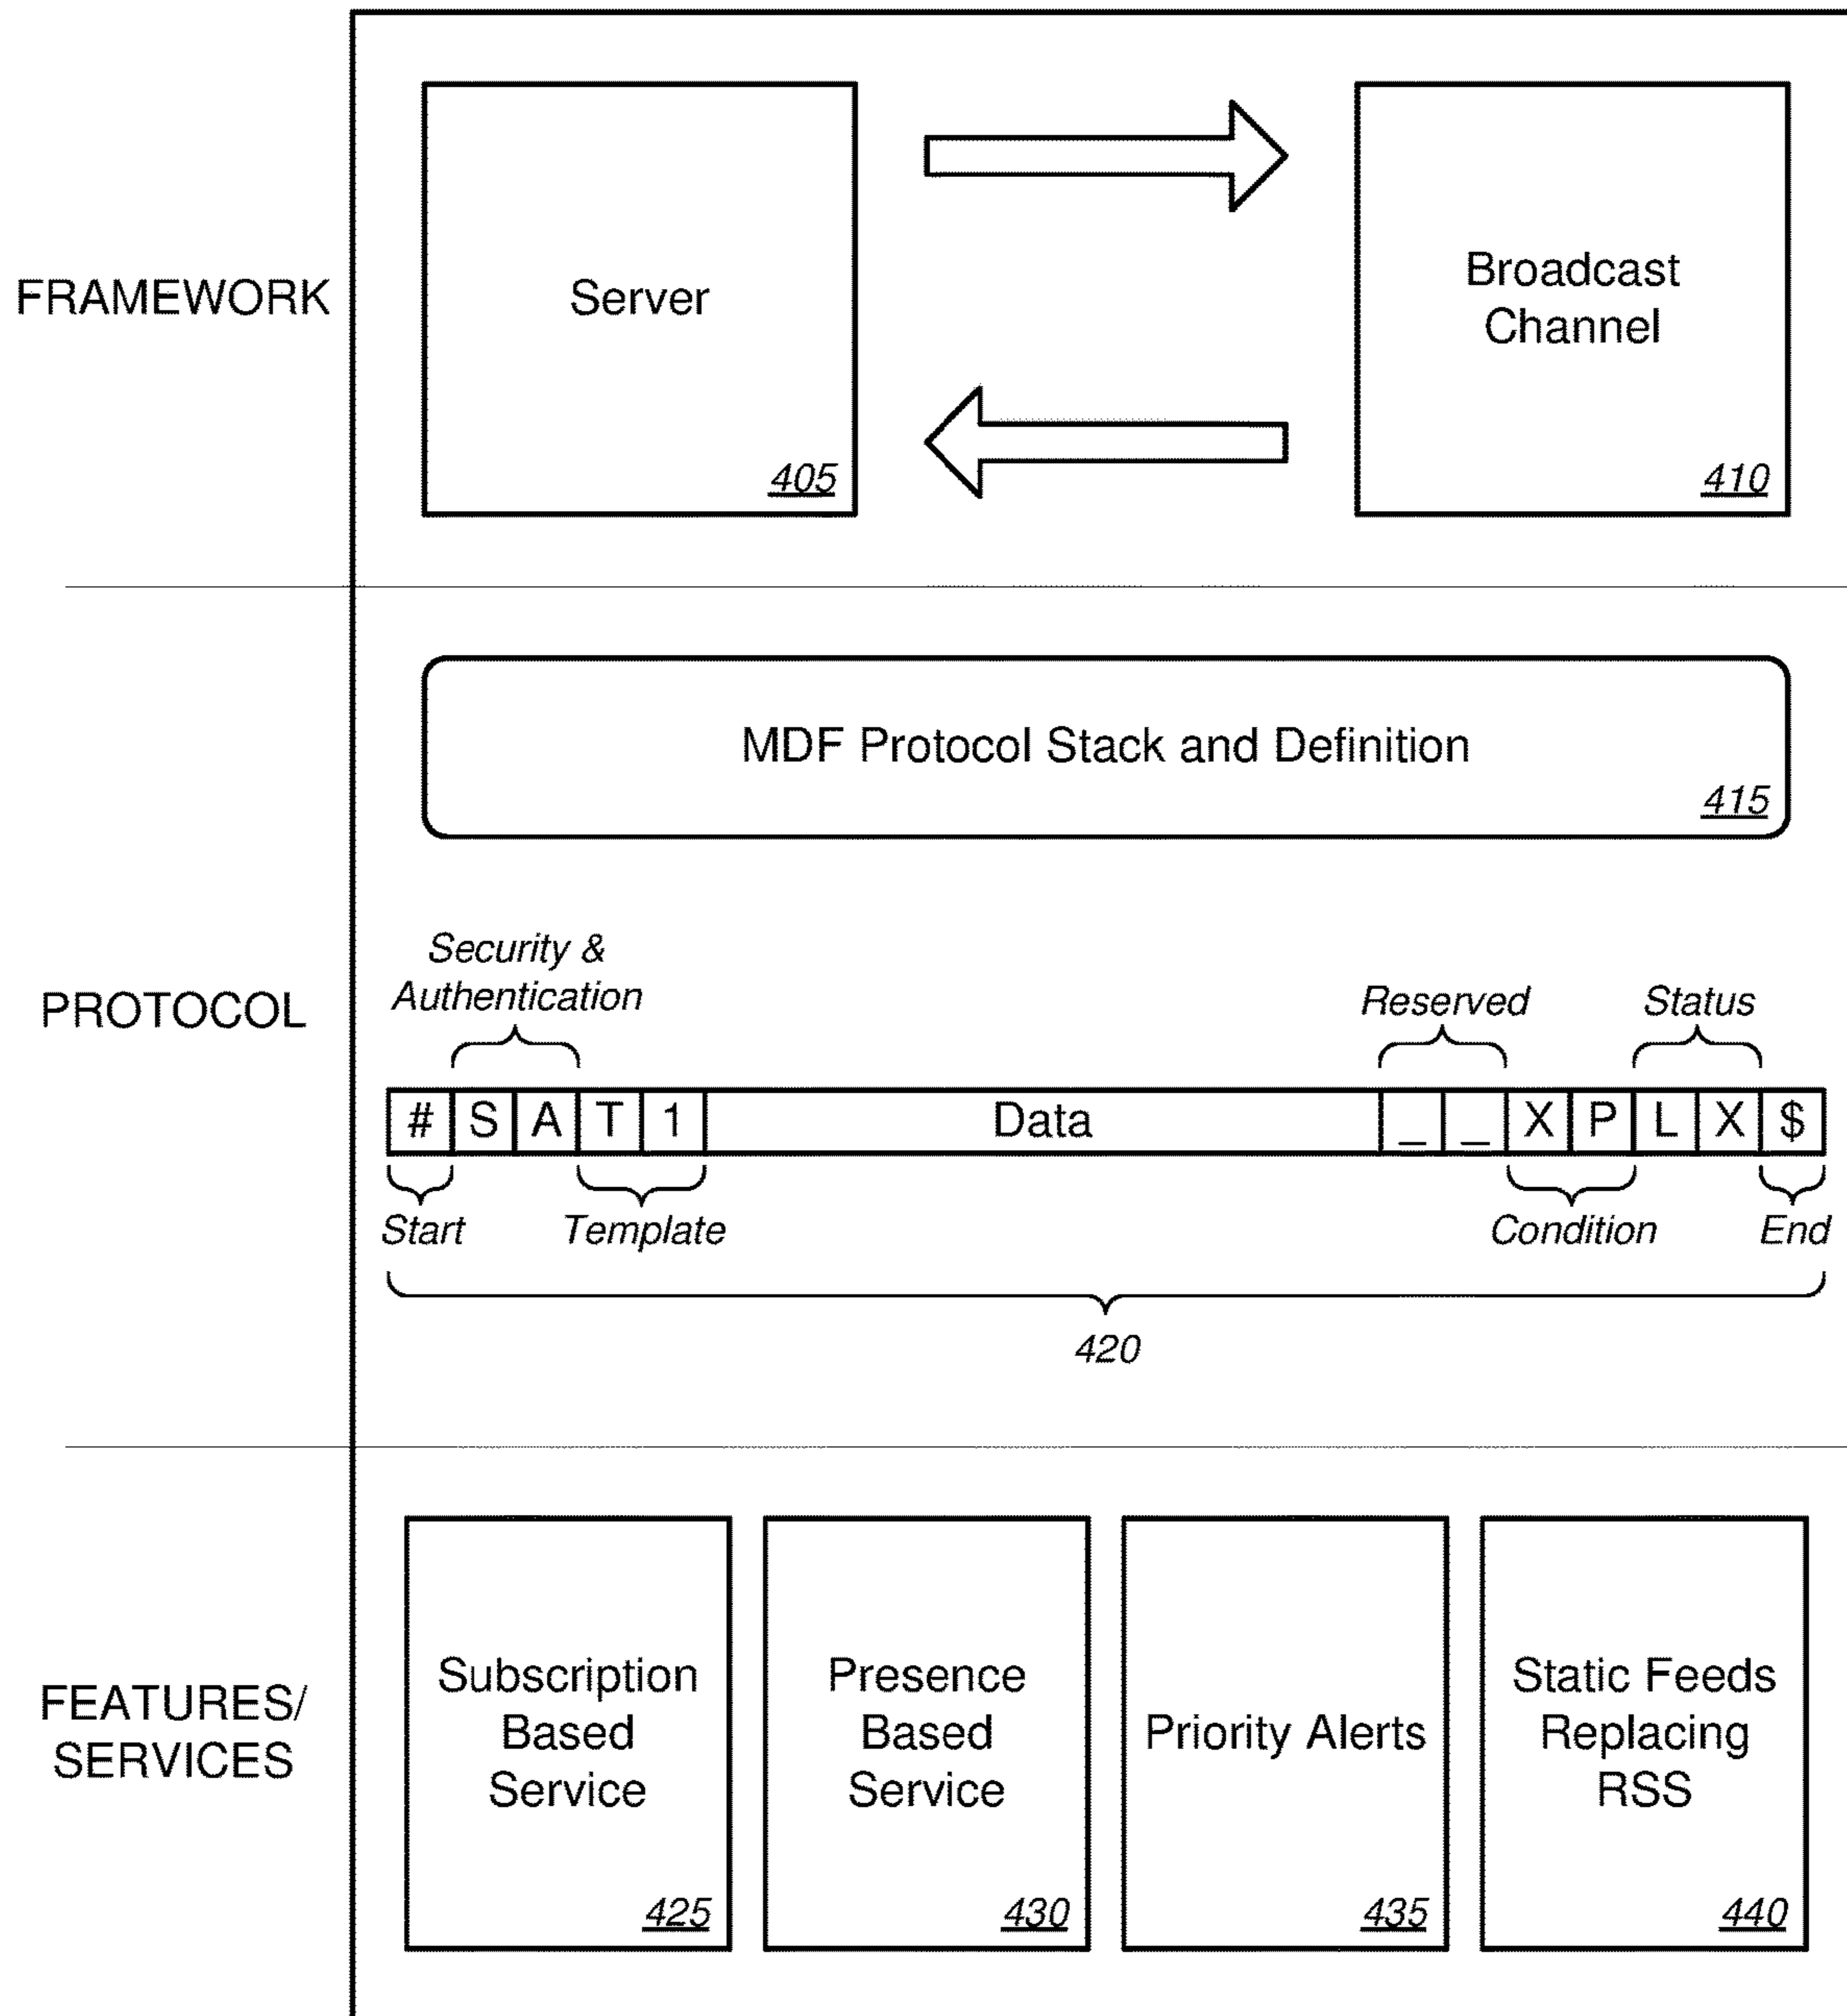 FRAMEWORK
Server
405
Broadcast
Channel
410
PROTOCOL
MDF Protocol Stack and Definition
415
Security &
Authentication
Reserved
Status
# S A T 1 Data _ _ X P L X $
Start
Template
Condition
End
420
FEATURES/
SERVICES
Subscription
Based
Service
425
Presence
Based
Service
430
Priority Alerts
435
Static Feeds
Replacing
RSS
440